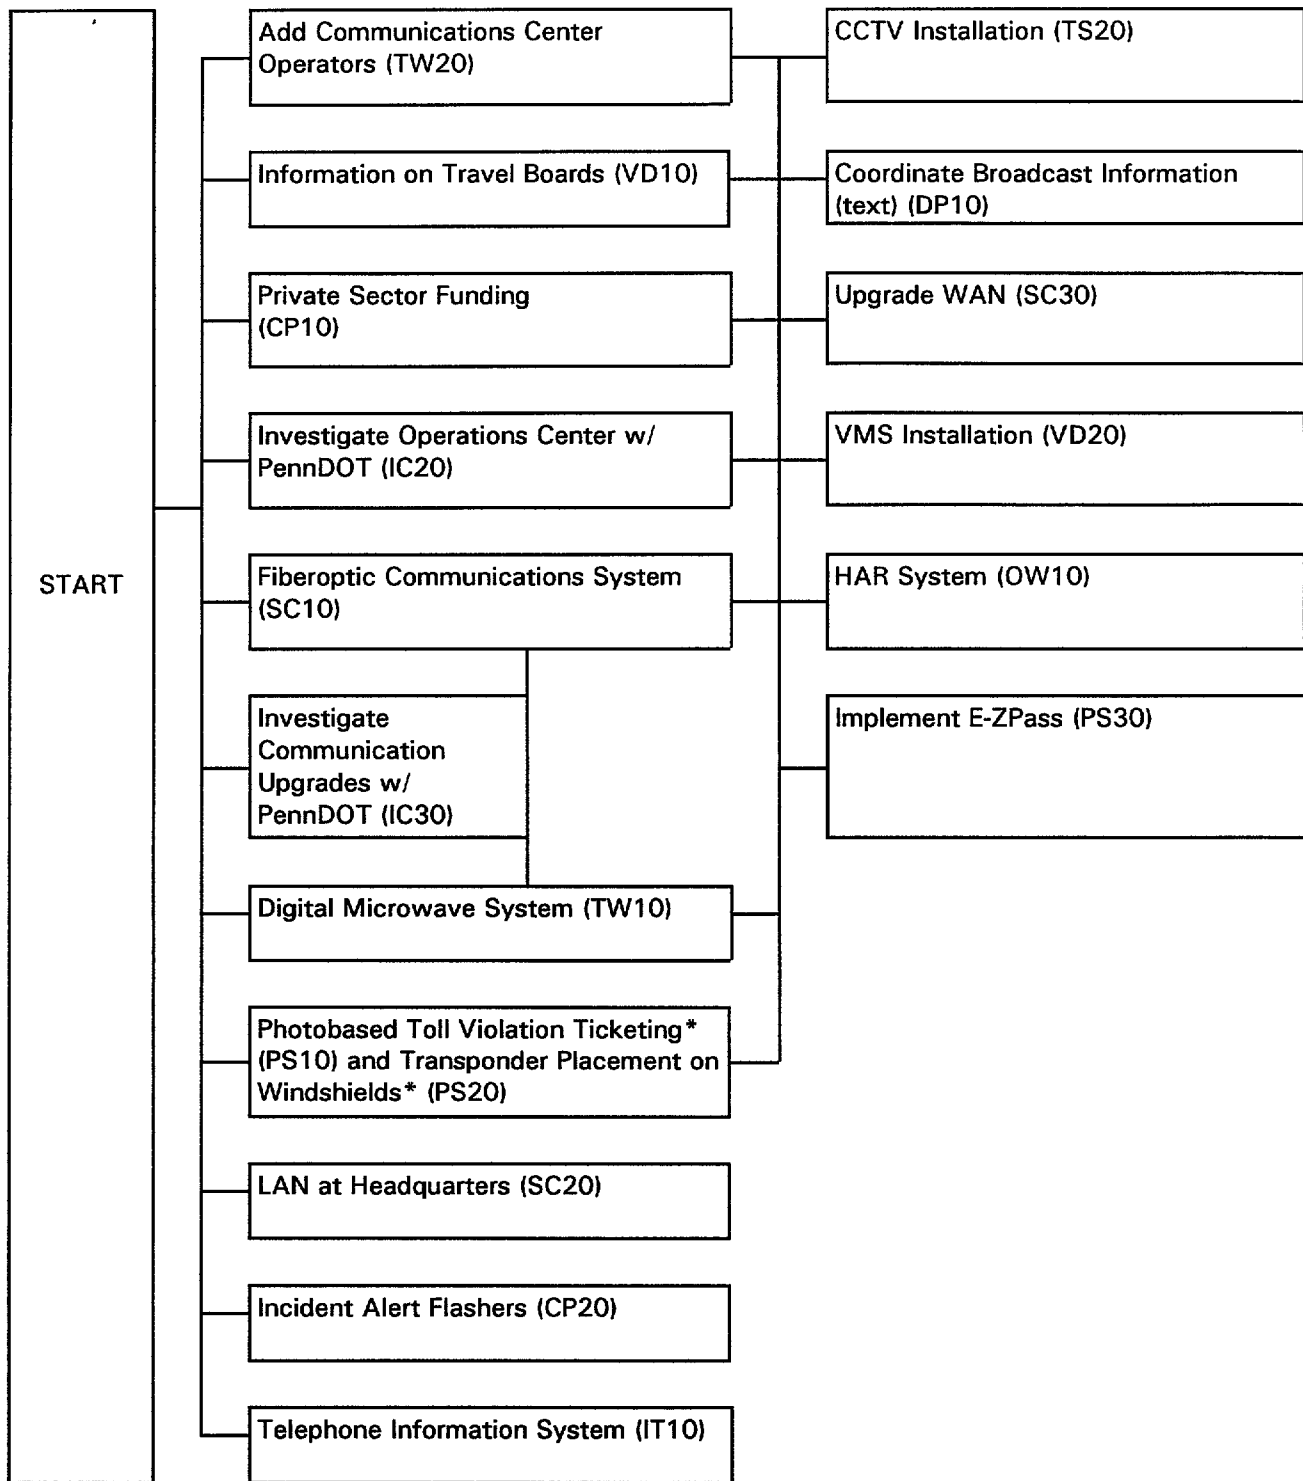 START
Add Communications Center
Operators (TW20)
Information on Travel Boards (VD10)
Private Sector Funding
(CP10)
Investigate Operations Center w/
PennDOT (IC20)
Fiberoptic Communications System
(SC10)
Investigate
Communication
Upgrades w/
PennDOT (IC30)
Digital Microwave System (TW10)
Photobased Toll Violation Ticketing*
(PS10) and Transponder Placement on
Windshields* (PS20)
LAN at Headquarters (SC20)
Incident Alert Flashers (CP20)
Telephone Information System (IT10)
CCTV Installation (TS20)
Coordinate Broadcast Information
(text) (DP10)
Upgrade WAN (SC30)
VMS Installation (VD20)
HAR System (OW10)
Implement E-ZPass (PS30)